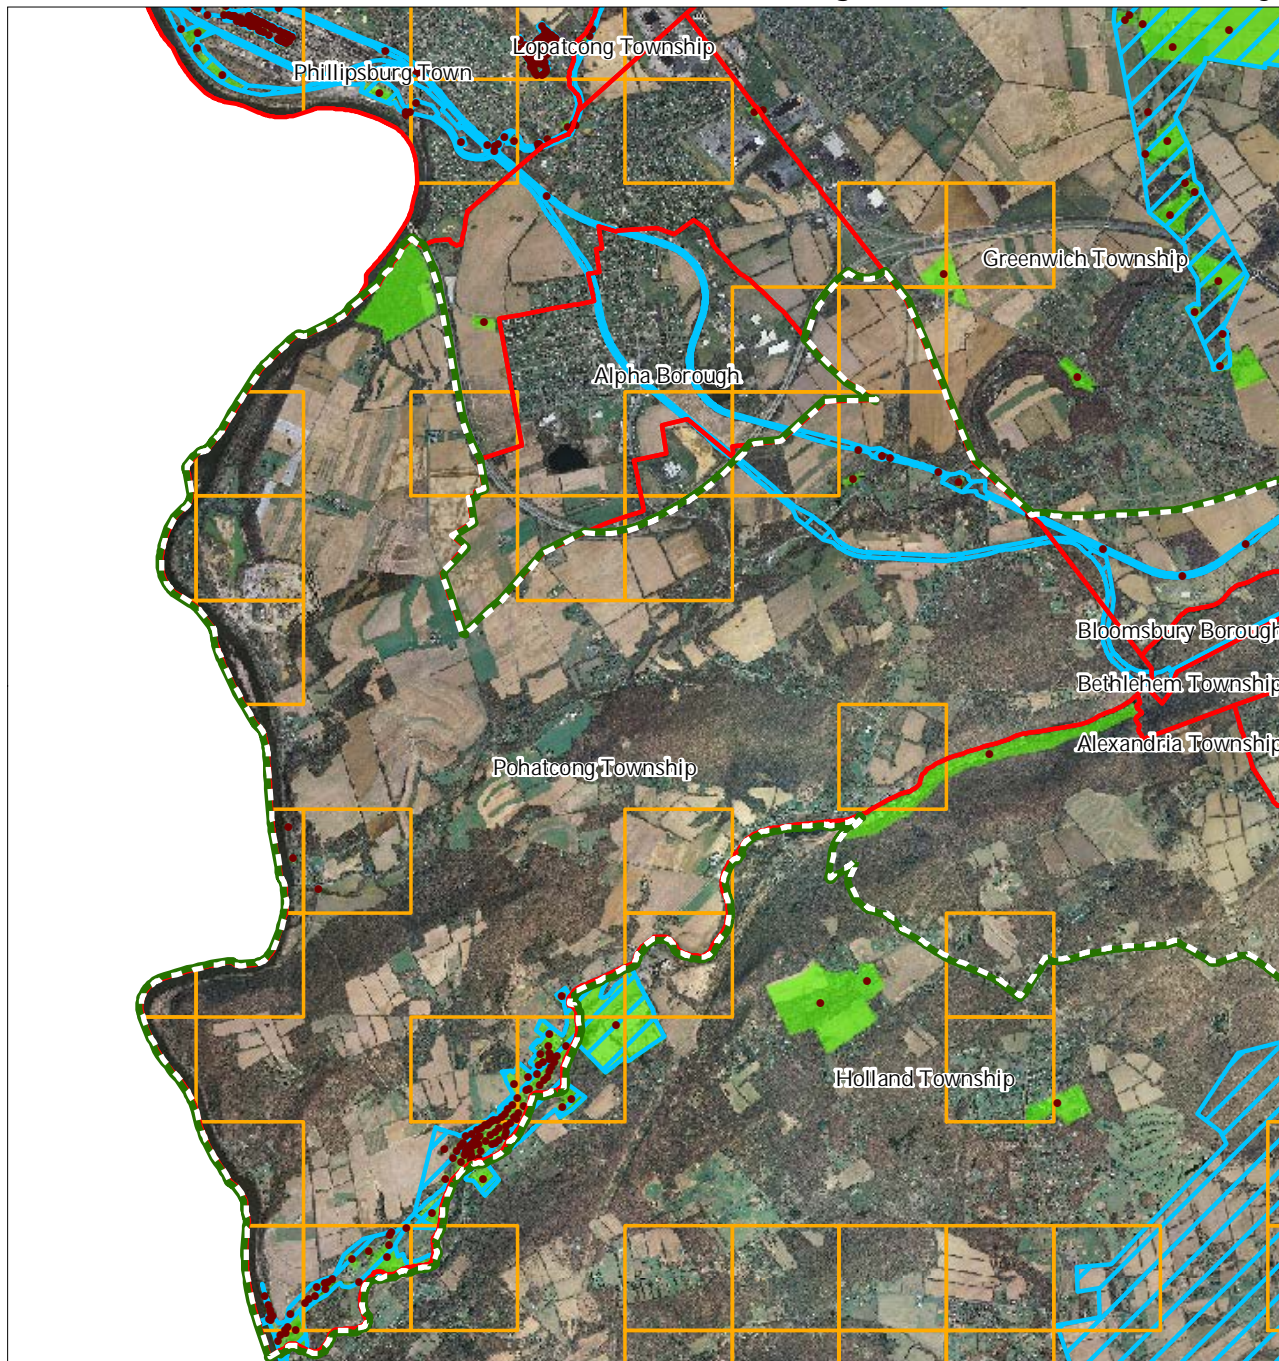 Lopatcong Township
Phillipsburg Town
Greenwich Township
Alpha Borough
Bloomsbury Borough
Bethlehem Township
Alexandria Township
Pohatcong Township
Holland Township